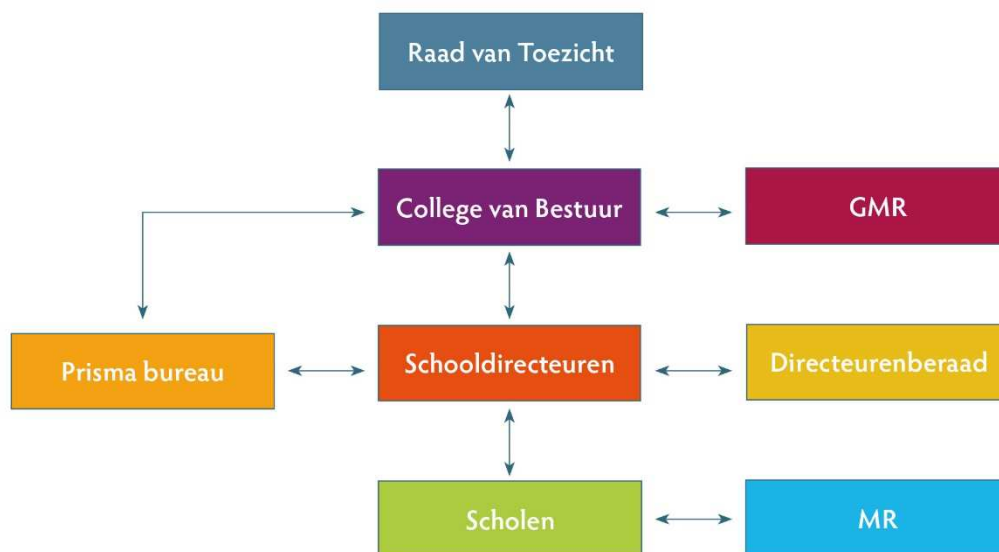 Raad van Toezicht
College van Bestuur
GMR
Prisma bureau
Schooldirecteuren
Directeurenberaad
Scholen
MR